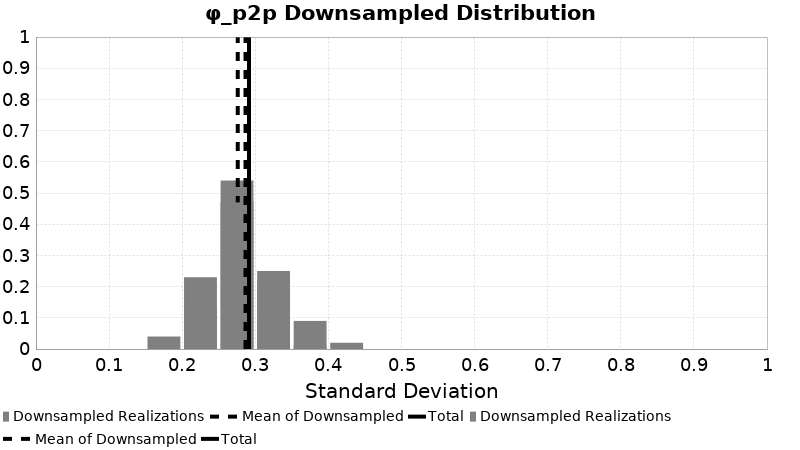 φ_p2p Downsampled Distribution
1
0.9
0.8
0.7
0.6
0.5
0.4
0.3
0.2
0.1
0
0 0.1 0.2 0.3 0.4 0.5 0.6 0.7 0.8 0.9 1
Standard Deviation
Downsampled Realizations Mean of Downsampled Total Downsampled Realizations
Mean of Downsampled Total